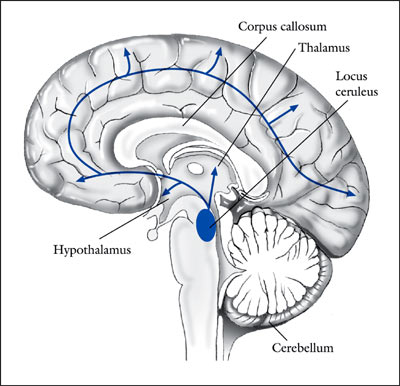 Corpus callosum
Thalamus
Locus
ceruleus
Hypothalamus
Cerebellum